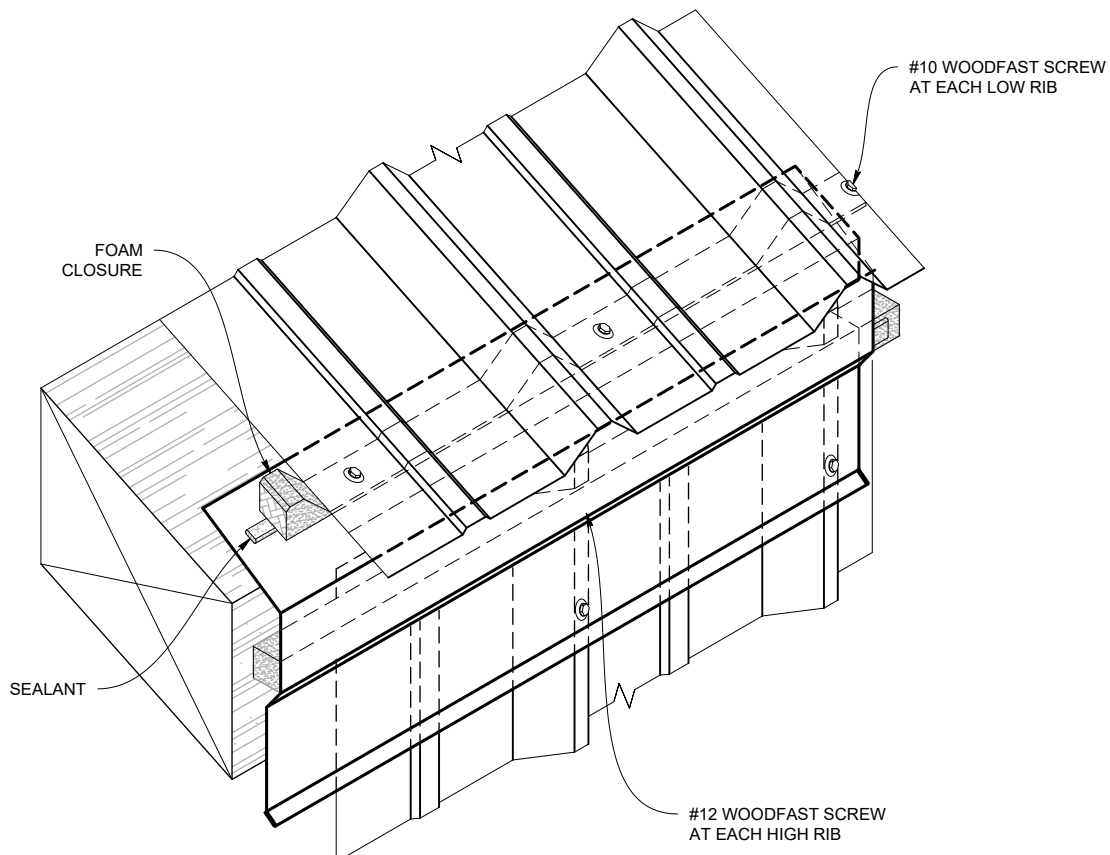 #10 WOODFAST SCREW
AT EACH LOW RIB
FOAM
CLOSURE
SEALANT
#12 WOODFAST SCREW
AT EACH HIGH RIB